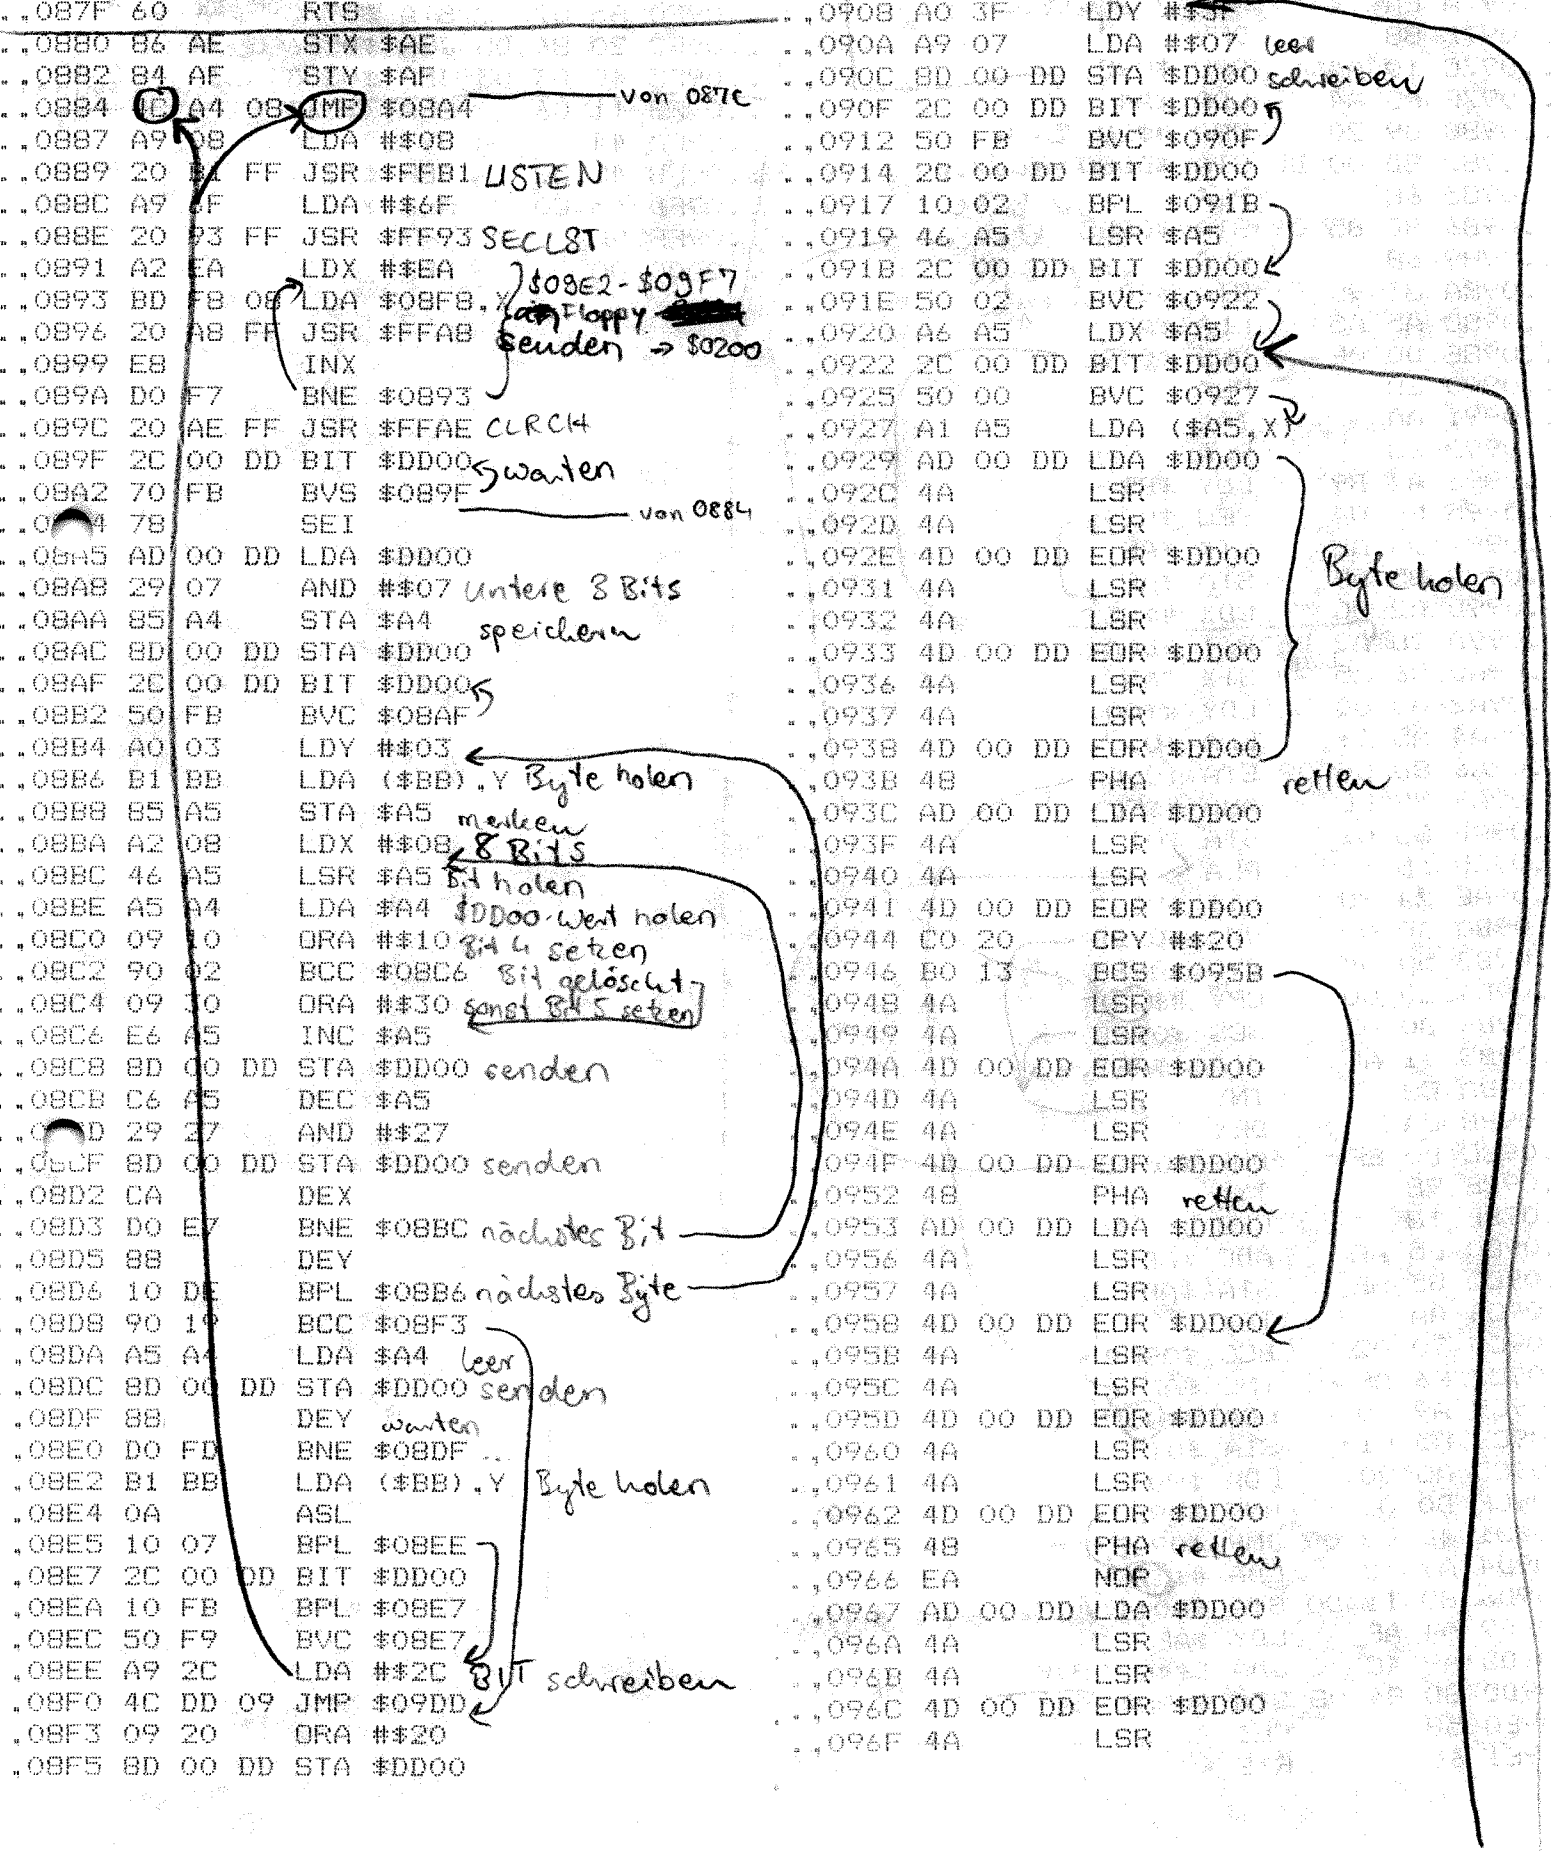 ..087F 60 RTS
..0880 86 AE STX $AE
..0882 84 AF STY $AF
..0884 4C A4 08 JMP $08A4 von 087C
..0887 A9 08 LDA #$08
..0889 20 B1 FF JSR $FFB1 LISTEN
..088C A9 6F LDA #$6F
..088E 20 93 FF JSR $FF93 SECLST
..0891 A2 EA LDX #$EA $09E2-$09F7
..0893 BD F8 08 LDA $08F8,X an Floppy
..0896 20 A8 FF JSR $FFA8 senden -> $0200
..0899 E8 INX
..089A D0 F7 BNE $0893
..089C 20 AE FF JSR $FFAE CLRCH
..089F 2C 00 DD BIT $DD00 warten
..08A2 70 FB BVS $089F
von 0884
78 SEI
..08A5 AD 00 DD LDA $DD00
..08A8 29 07 AND #$07 Untere 3 Bits
..08AA 85 A4 STA $A4 speichern
..08AC 8D 00 DD STA $DD00
..08AF 2C 00 DD BIT $DD00
..08B2 50 FB BVC $08AF
..08B4 A0 03 LDY #$03
..08B6 B1 BB LDA ($BB),Y Byte holen
..08B8 85 A5 STA $A5 merken
..08BA A2 08 LDX #$08 8 Bits
..08BC 46 A5 LSR $A5 Bit holen
..08BE A5 A4 LDA $A4 $DD00-Wert holen
..08C0 09 10 ORA #$10 Bit 4 setzen
..08C2 90 02 BCC $08C6 Bit gelöscht
..08C4 09 30 ORA #$30 sonst Bit 5 setzen
..08C6 E6 A5 INC $A5
..08C8 8D 00 DD STA $DD00 senden
..08CB C6 A5 DEC $A5
29 27 AND #$27
..08CF 8D 00 DD STA $DD00 senden
..08D2 CA DEX
..08D3 D0 E7 BNE $08BC nächstes Bit
.,08D5 88 DEY
.,08D6 10 DE BPL $08B6 nächstes Byte
.,08D8 90 19 BCC $08F3
.,08DA A5 A4 LDA $A4 leer
.,08DC 8D 00 DD STA $DD00 senden
.,08DF 88 DEY warten
.,08E0 D0 FD BNE $08DF
.,08E2 B1 BB LDA ($BB),Y Byte holen
.,08E4 0A ASL
.,08E5 10 07 BPL $08EE
.,08E7 2C 00 DD BIT $DD00
.,08EA 10 FB BPL $08E7
.,08EC 50 F9 BVC $08E7
.,08EE A9 2C LDA #$2C BIT schreiben
.,08F0 4C DD 09 JMP $09DD
.,08F3 09 20 ORA #$20
.,08F5 8D 00 DD STA $DD00
..,0908 A0 3F LDY #$3F
..,090A A9 07 LDA #$07 leer
..,090C 8D 00 DD STA $DD00 schreiben
..,090F 2C 00 DD BIT $DD00
..,0912 50 FB BVC $090F
..,0914 2C 00 DD BIT $DD00
..,0917 10 02 BPL $091B
..,0919 46 A5 LSR $A5
..,091B 2C 00 DD BIT $DD00
..,091E 50 02 BVC $0922
..,0920 A6 A5 LDX $A5
..,0922 2C 00 DD BIT $DD00
..,0925 50 00 BVC $0927
..,0927 A1 A5 LDA ($A5,X)
..,0929 AD 00 DD LDA $DD00
..,092C 4A LSR
..,092D 4A LSR
..,092E 4D 00 DD EOR $DD00 Byte holen
..,0931 4A LSR
..,0932 4A LSR
..,0933 4D 00 DD EOR $DD00
..,0936 4A LSR
..,0937 4A LSR
..,0938 4D 00 DD EOR $DD00
..,093B 48 PHA retten
..,093C AD 00 DD LDA $DD00
..,093F 4A LSR
..,0940 4A LSR
..,0941 4D 00 DD EOR $DD00
..,0944 C0 20 CPY #$20
..,0946 B0 13 BCS $095B
..,0948 4A LSR
..,0949 4A LSR
..,094A 4D 00 DD EOR $DD00
..,094D 4A LSR
..,094E 4A LSR
..,094F 4D 00 DD EOR $DD00
..,0952 48 PHA retten
..,0953 AD 00 DD LDA $DD00
..,0956 4A LSR
..,0957 4A LSR
..,0958 4D 00 DD EOR $DD00
..,095B 4A LSR
..,095C 4A LSR
..,095D 4D 00 DD EOR $DD00
..,0960 4A LSR
..,0961 4A LSR
..,0962 4D 00 DD EOR $DD00
..,0965 48 PHA retten
..,0966 EA NOP
..,0967 AD 00 DD LDA $DD00
..,096A 4A LSR
..,096B 4A LSR
..,096C 4D 00 DD EOR $DD00
..,096F 4A LSR